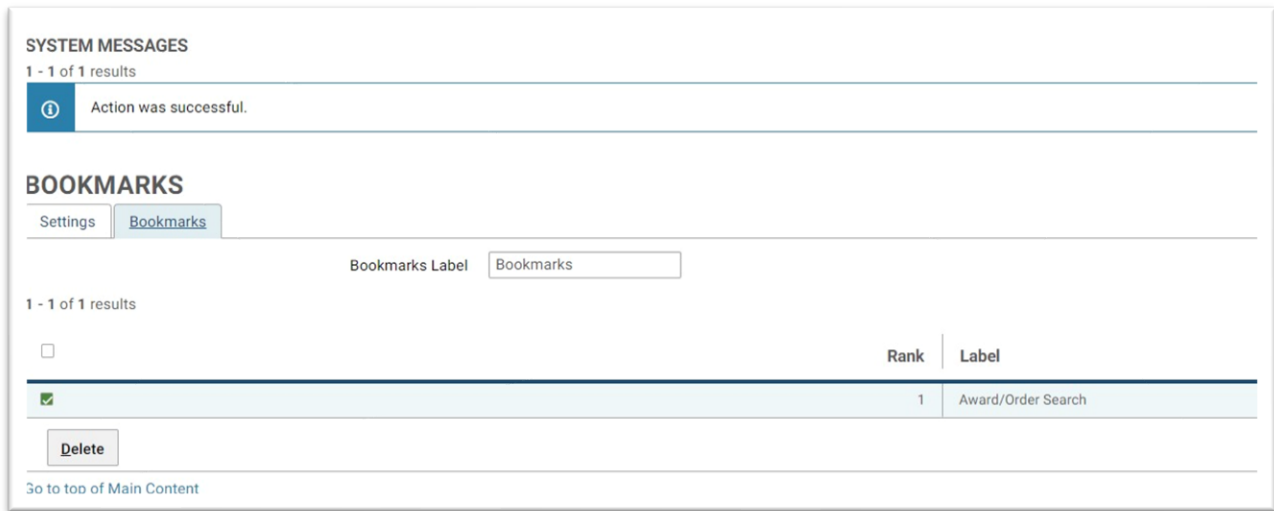 SYSTEM MESSAGES
1 - 1 of 1 results
Action was successful.
BOOKMARKS
Settings Bookmarks
Bookmarks Label Bookmarks
1 - 1 of 1 results
Rank Label
1 Award/Order Search
Delete
Go to top of Main Content